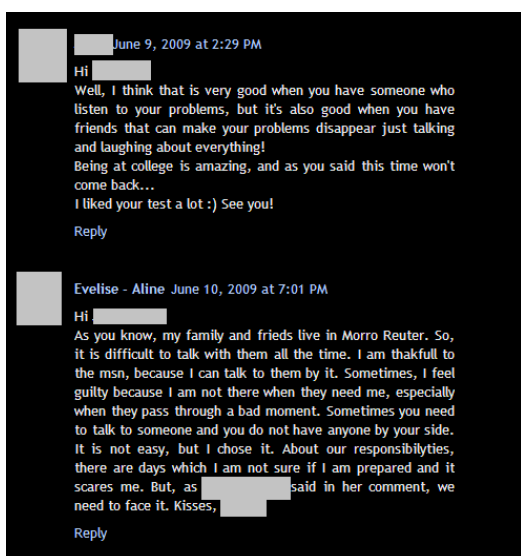 June 9, 2009 at 2:29 PM
Hi
Well, I think that is very good when you have someone who
listen to your problems, but it's also good when you have
friends that can make your problems disappear just talking
and laughing about everything!
Being at college is amazing, and as you said this time won't
come back...
I liked your test a lot :) See you!
Reply
Evelise - Aline June 10, 2009 at 7:01 PM
Hi
As you know, my family and frieds live in Morro Reuter. So,
it is difficult to talk with them all the time. I am thakfull to
the msn, because I can talk to them by it. Sometimes, I feel
guilty because I am not there when they need me, especially
when they pass through a bad moment. Sometimes you need
to talk to someone and you do not have anyone by your side.
It is not easy, but I chose it. About our responsibilyties,
there are days which I am not sure if I am prepared and it
scares me. But, as said in her comment, we
need to face it. Kisses,
Reply